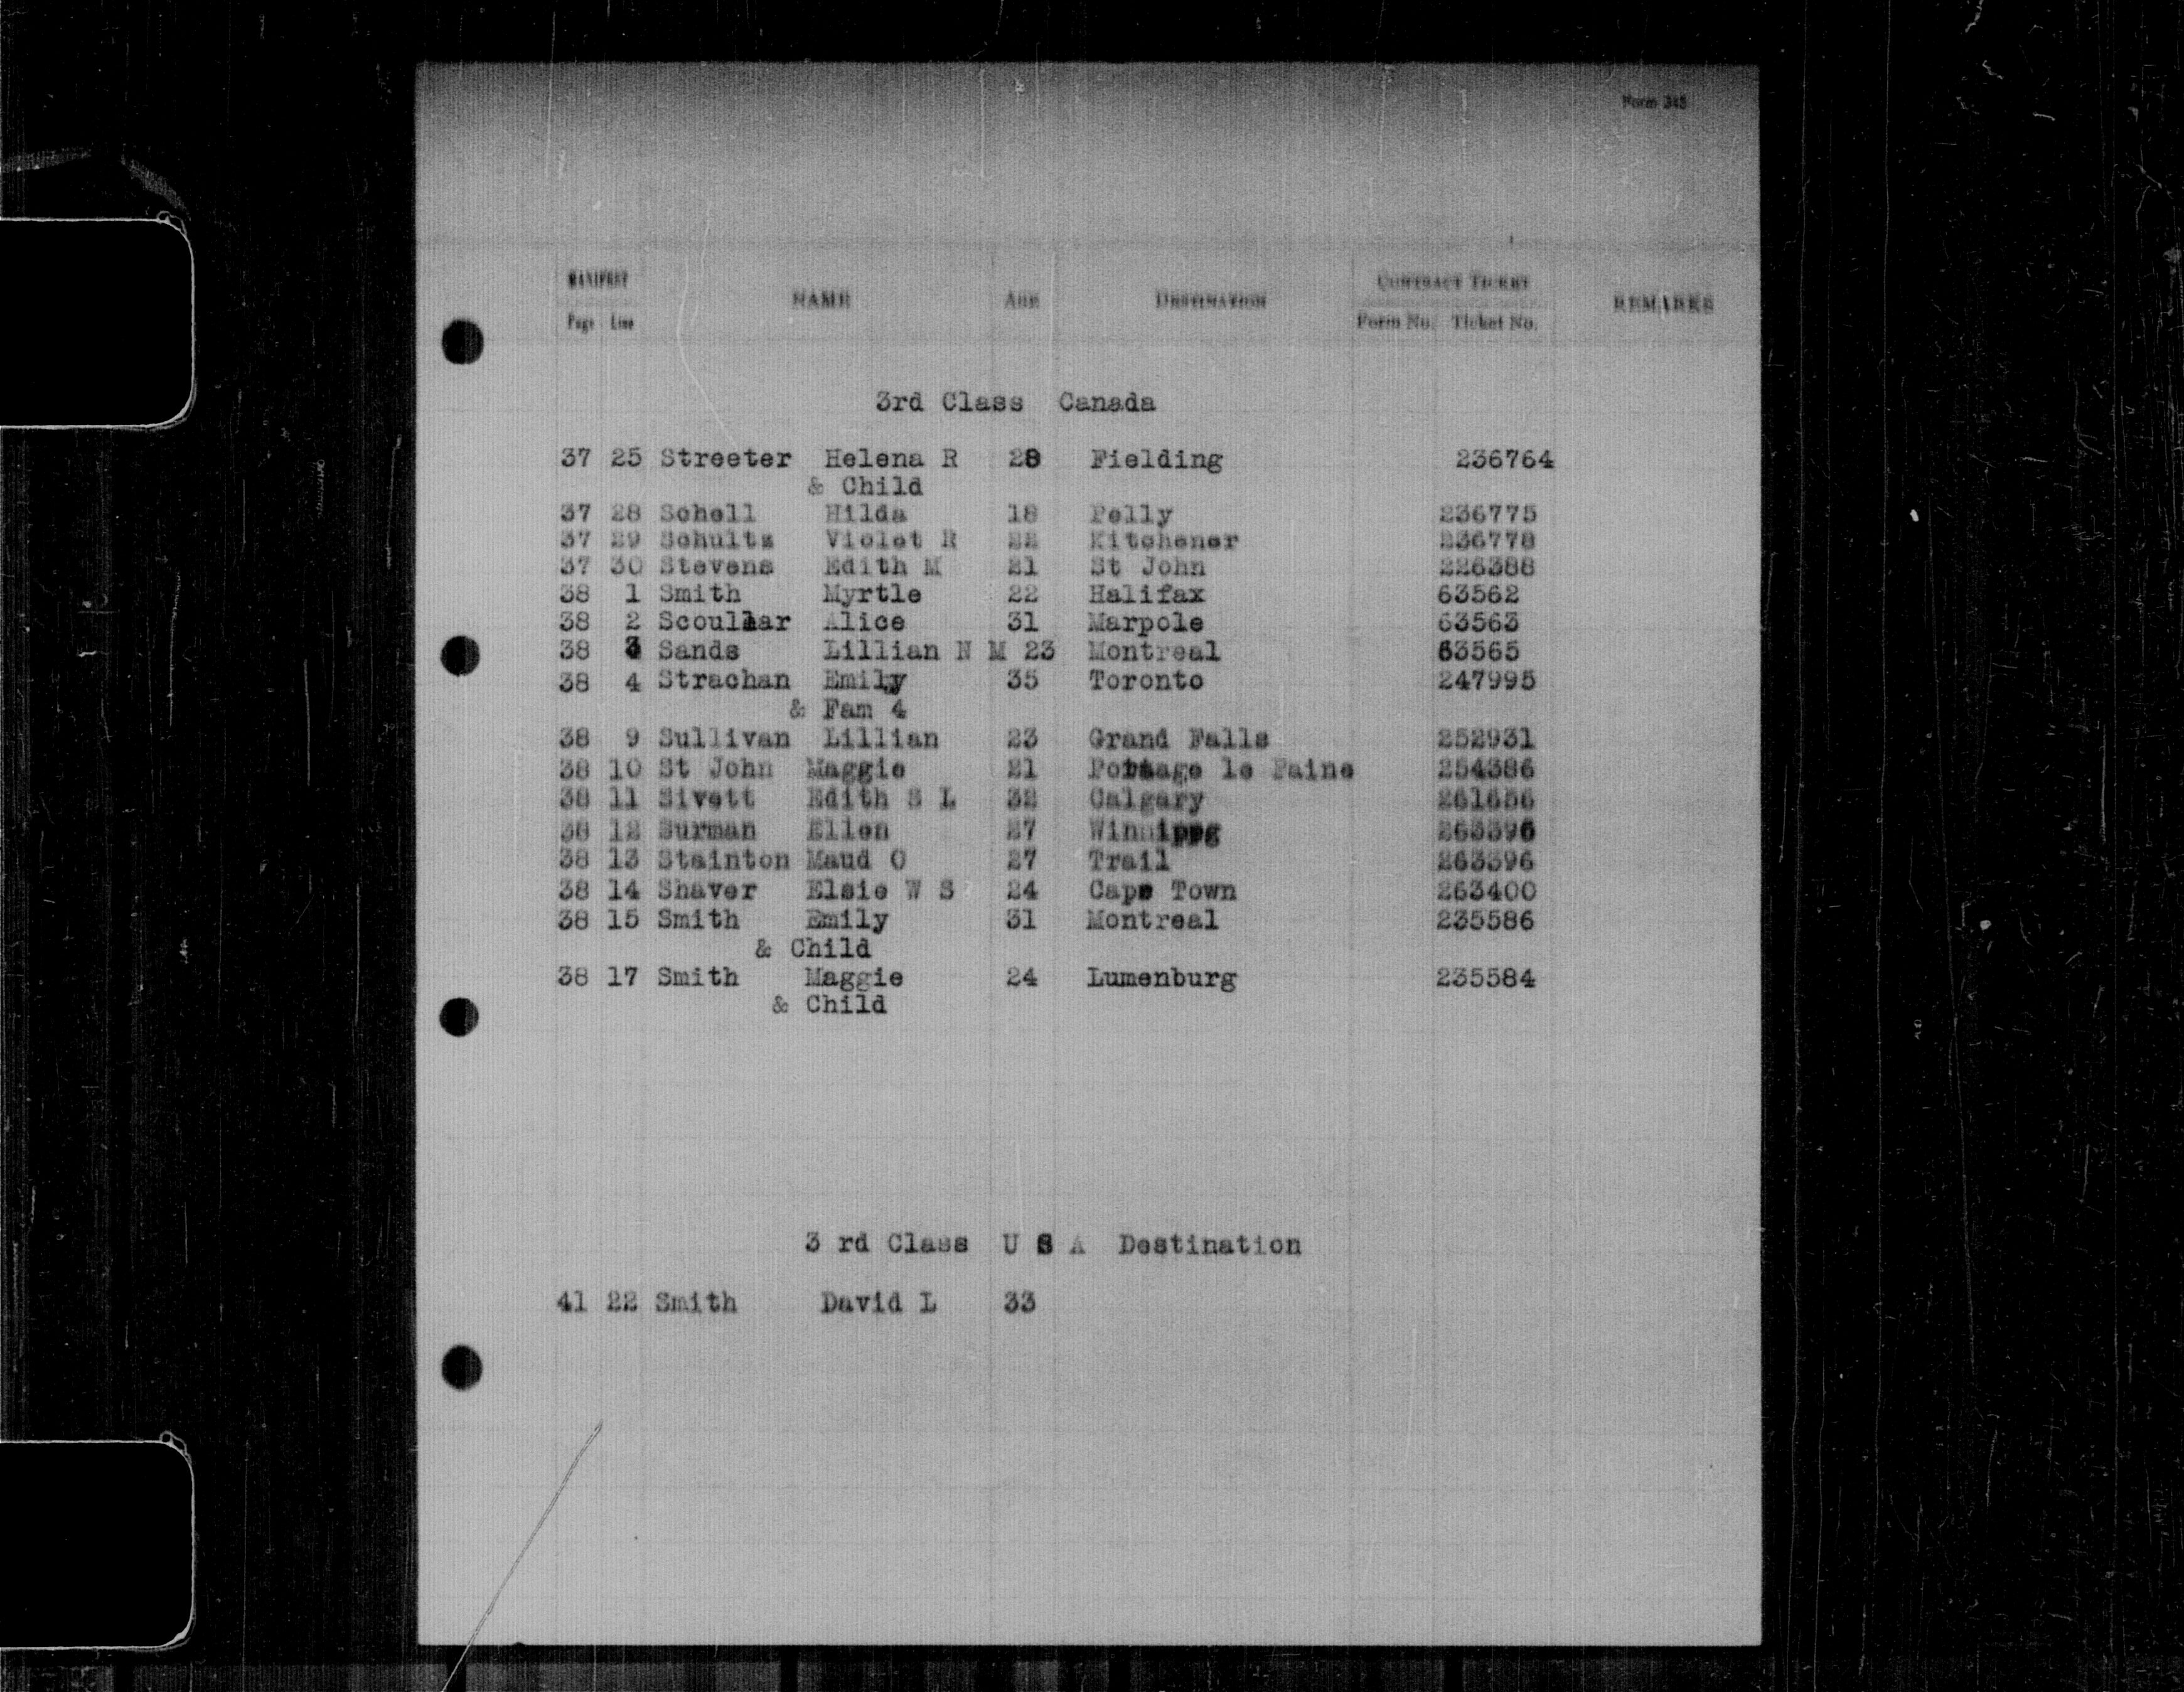 Form 345
MANIFEST NAME AGE DESTINATION CONTRACT TICKET REMARKS
Page Line Form No. Ticket No.
3rd Class Canada
37 25 Streeter Helena R 28 Fielding 236764
& Child
37 28 Schell Hilda 18 Pelly 236775
37 29 Schultz Violet R 22 Kitchener 236778
37 30 Stevens Edith M 21 St John 226388
38 1 Smith Myrtle 22 Halifax 63562
38 2 Scoullar Alice 31 Marpole 63563
38 3 Sands Lillian N M 23 Montreal 63565
38 4 Strachan Emily 35 Toronto 247995
& Fam 4
38 9 Sullivan Lillian 23 Grand Falls 252931
38 10 St John Maggie 21 Portage le Paine 254386
38 11 Sivett Edith S L 32 Calgary 261656
38 12 Surman Ellen 27 Winnipeg
38 13 Stainton Maud O 27 Trail 263396
38 14 Shaver Elsie W S 24 Cape Town 263400
38 15 Smith Emily 31 Montreal 235586
& Child
38 17 Smith Maggie 24 Lumenburg 235584
& Child
3 rd Class U S A Destination
41 22 Smith David L 33